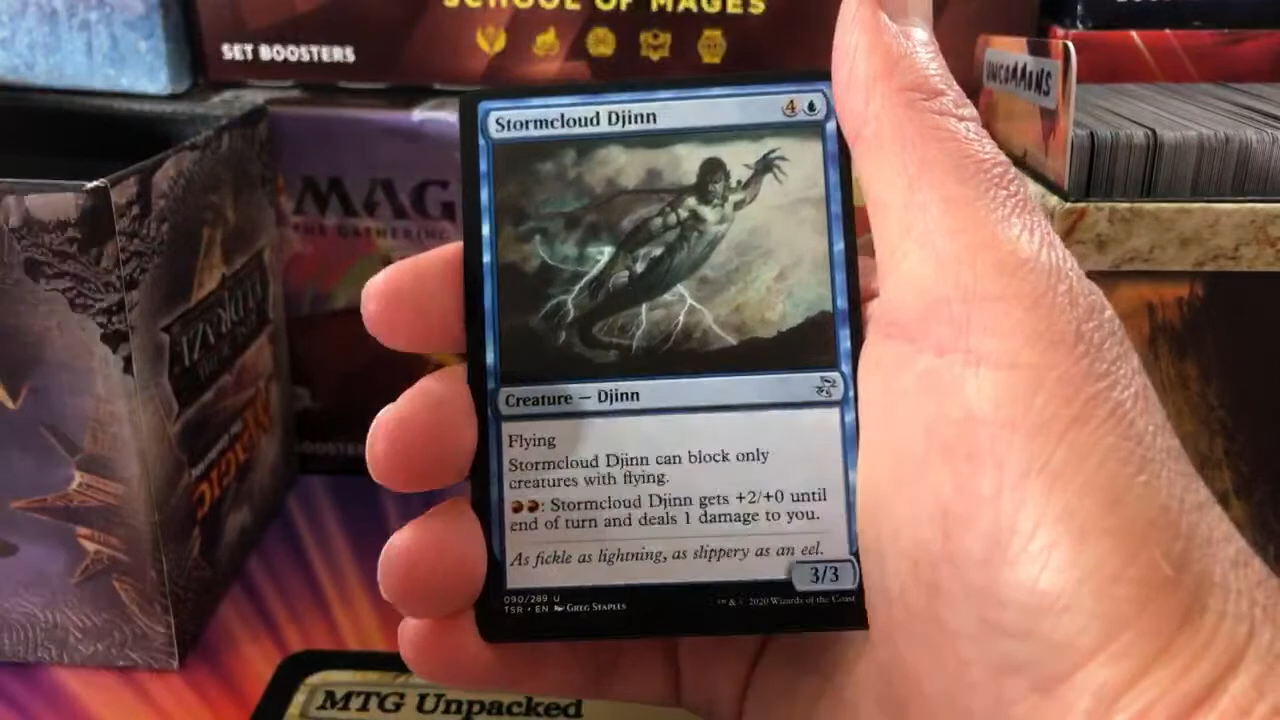 SCHOOL OF MAGES
SET BOOSTERS
UNCOMMONS
MAG
THE GATHERING
Stormcloud Djinn
4
Creature — Djinn
Flying
Stormcloud Djinn can block only
creatures with flying.
: Stormcloud Djinn gets +2/+0 until
end of turn and deals 1 damage to you.
As fickle as lightning, as slippery as an eel.
3/3
090/289 U
TSR • EN GREG STAPLES
™ & © 2020 Wizards of the Coast
BOOSTER
MAGIC
MTG Unpacked